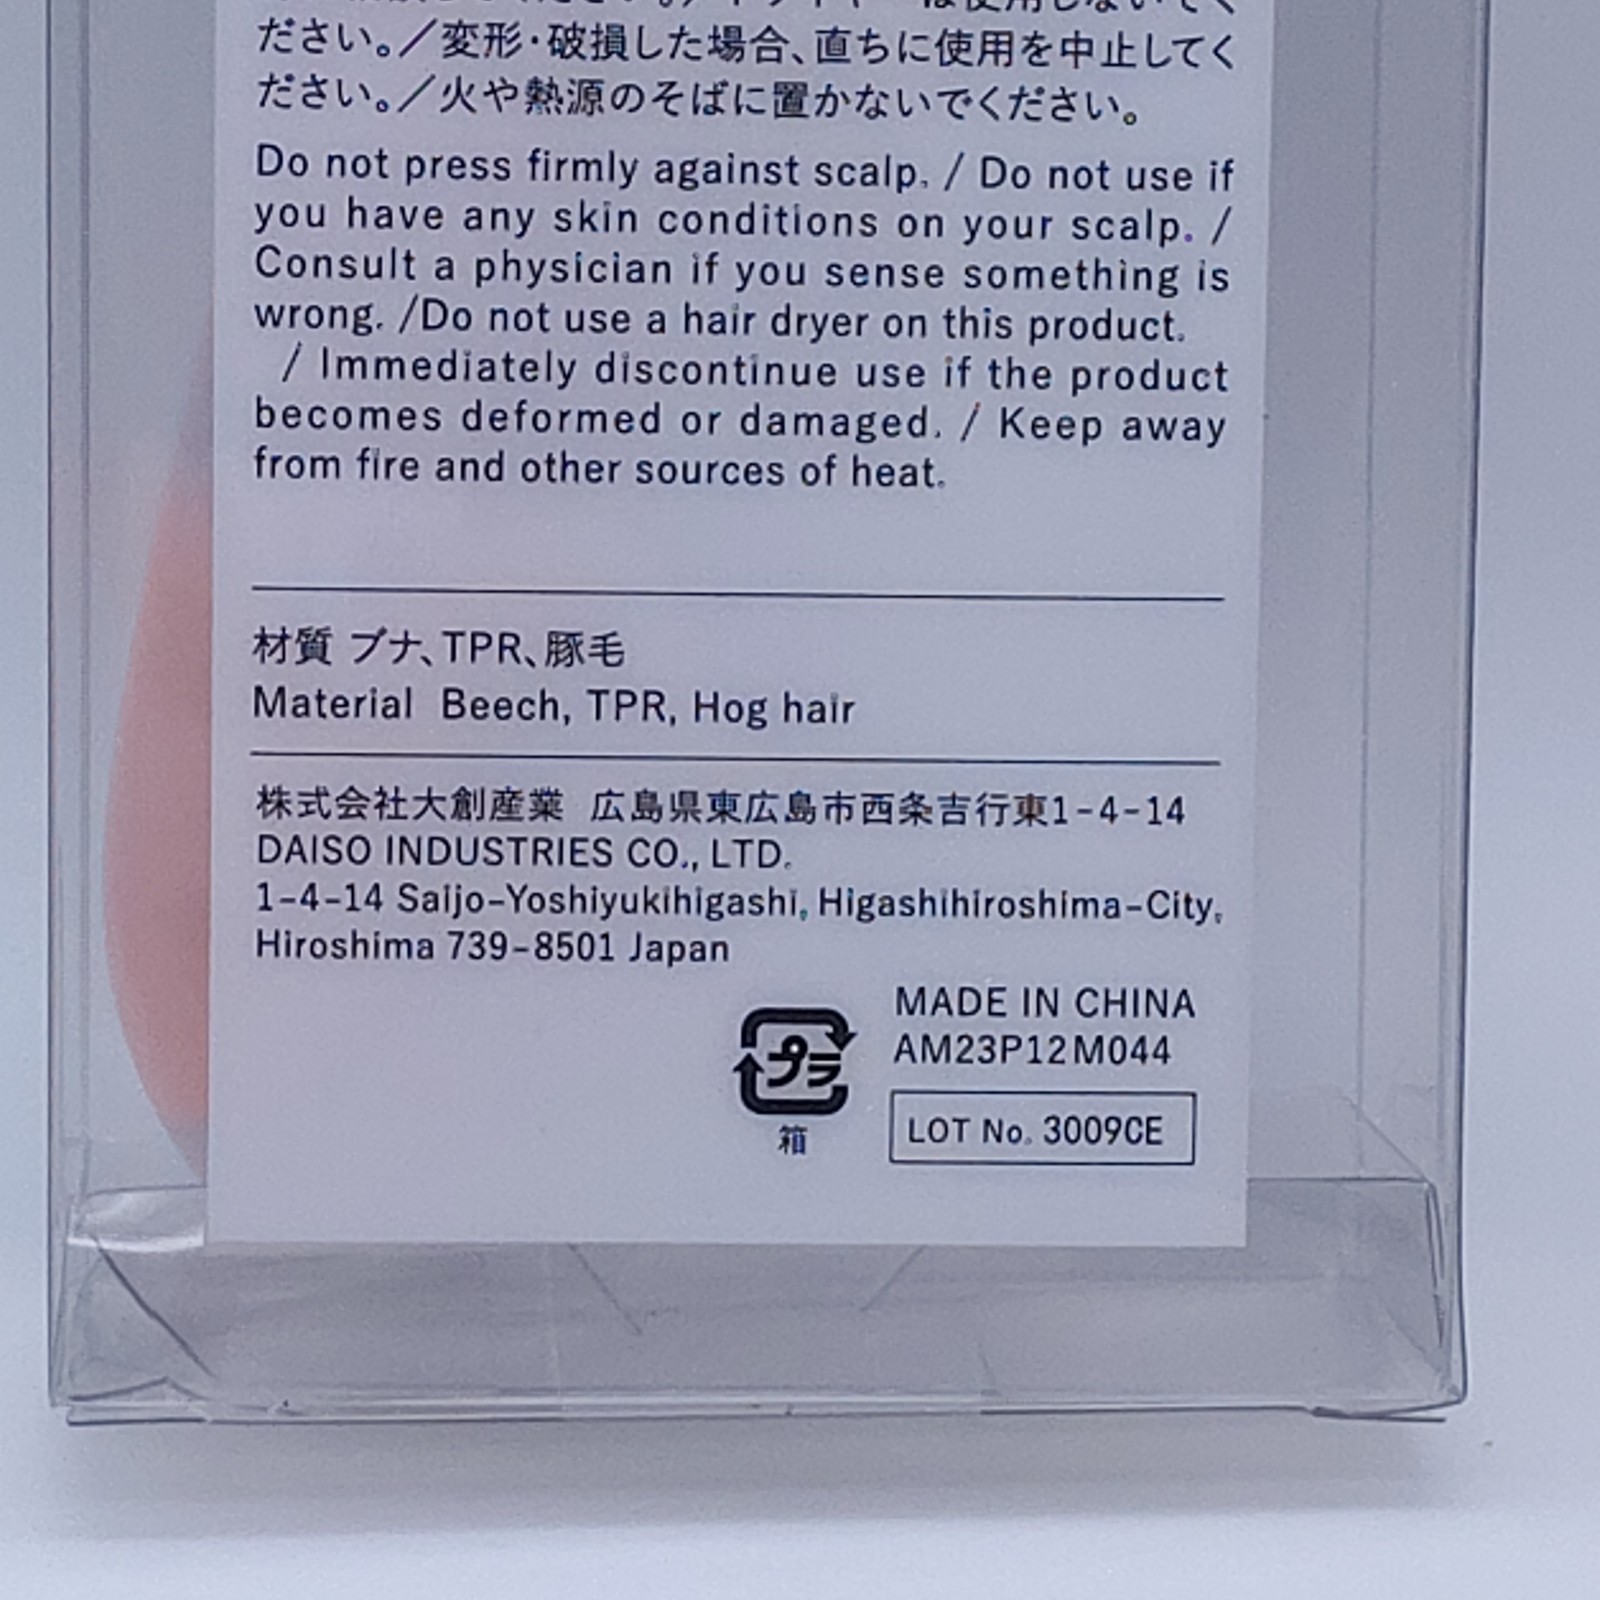 ださい。／変形・破損した場合、直ちに使用を中止してく
ださい。／火や熱源のそばに置かないでください。
Do not press firmly against scalp. / Do not use if
you have any skin conditions on your scalp. /
Consult a physician if you sense something is
wrong. /Do not use a hair dryer on this product.
/ Immediately discontinue use if the product
becomes deformed or damaged. / Keep away
from fire and other sources of heat.
材質 ブナ、TPR、豚毛
Material Beech, TPR, Hog hair
株式会社大創産業 広島県東広島市西条吉行東1-4-14
DAISO INDUSTRIES CO., LTD.
1-4-14 Saijo-Yoshiyukihigashi, Higashihiroshima-City,
Hiroshima 739-8501 Japan
MADE IN CHINA
AM23P12M044
プラ
箱
LOT No. 3009CE